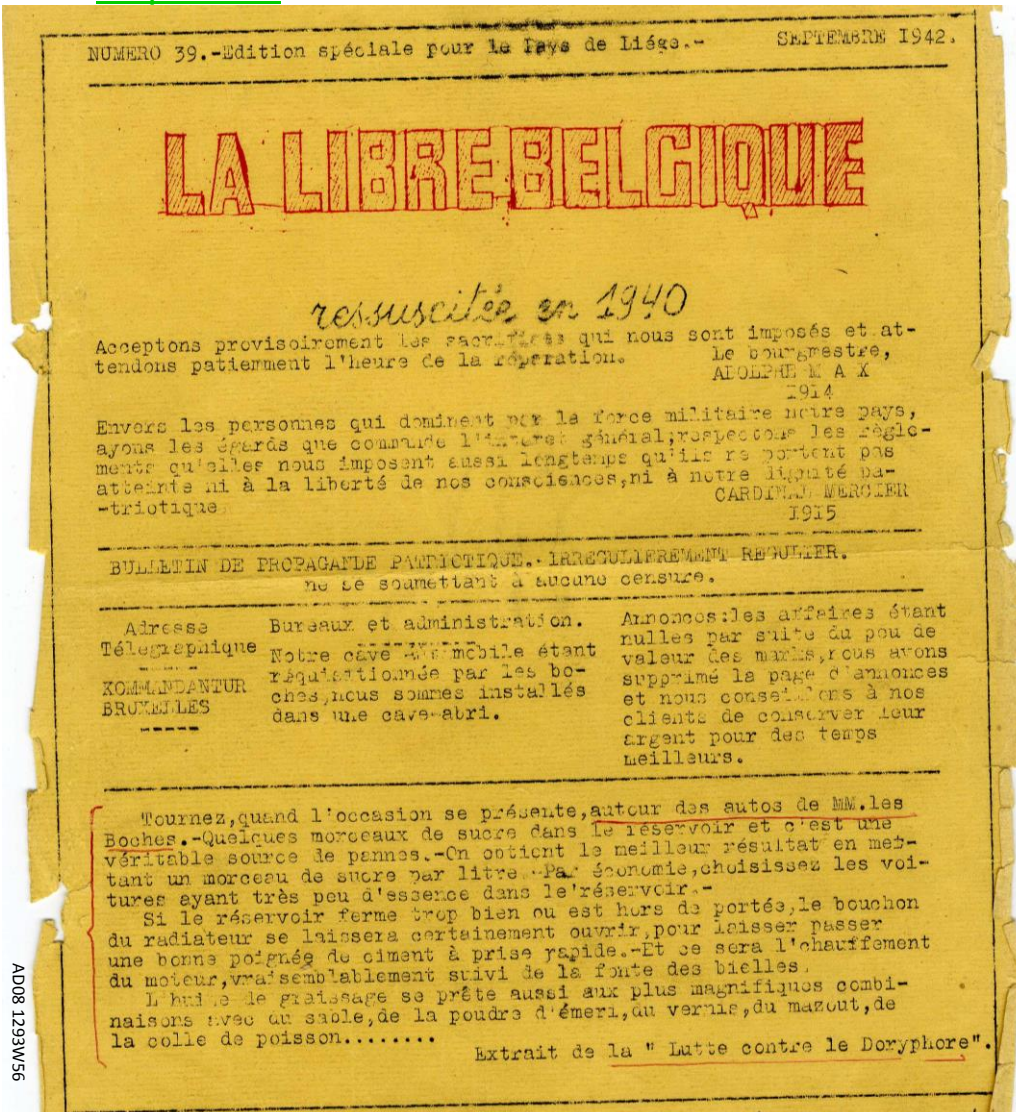 NUMERO 39.-Edition spéciale pour le Pays de Liége.-
SEPTEMBRE 1942.
LA LIBRE BELGIQUE
ressuscitée en 1940
Acceptons provisoirement les sacrifices qui nous sont imposés et at-
tendons patiemment l'heure de la réparation.
Le bourgmestre,
ADOLPHE M A X
1914
Envers les personnes qui dominent par la force militaire notre pays,
ayons les égards que commande l'interet général;respectons les règle-
ments qu'elles nous imposent aussi longtemps qu'ils ne portent pas
atteinte ni à la liberté de nos consciences,ni à notre dignité pa-
-triotique
CARDINAL MERCIER
1915
BULLETIN DE PROPAGANDE PATRIOTIQUE.-IRREGULIEREMENT REGULIER.
ne se soumettant à aucune censure.
Adresse
Télegraphique
KOMMANDANTUR
BRUXELLES
Bureaux et administration.
Notre cave automobile étant
réquisitionnée par les bo-
ches,nous sommes installés
dans une cave-abri.
Annonces:les affaires étant
nulles par suite du peu de
valeur des marks,nous avons
supprimé la page d'annonces
et nous conseillons à nos
clients de conserver leur
argent pour des temps
meilleurs.
Tournez,quand l'occasion se présente,autour des autos de MM.les
Boches.-Quelques morceaux de sucre dans le réservoir et c'est une
véritable source de pannes.-On obtient le meilleur résultat en met-
tant un morceau de sucre par litre.-Par économie,choisissez les voi-
tures ayant très peu d'essence dans le'réservoir.-
Si le réservoir ferme trop bien ou est hors de portée,le bouchon
du radiateur se laissera certainement ouvrir,pour laisser passer
une bonne poignée de ciment à prise rapide.-Et ce sera l'échauffement
du moteur,vraisemblablement suivi de la fonte des bielles.
L'huile de graissage se prête aussi aux plus magnifiques combi-
naisons avec du sable,de la poudre d'émeri,du vernis,du mazout,de
la colle de poisson........
Extrait de la " Lutte contre le Doryphore".
AD08 1293W56